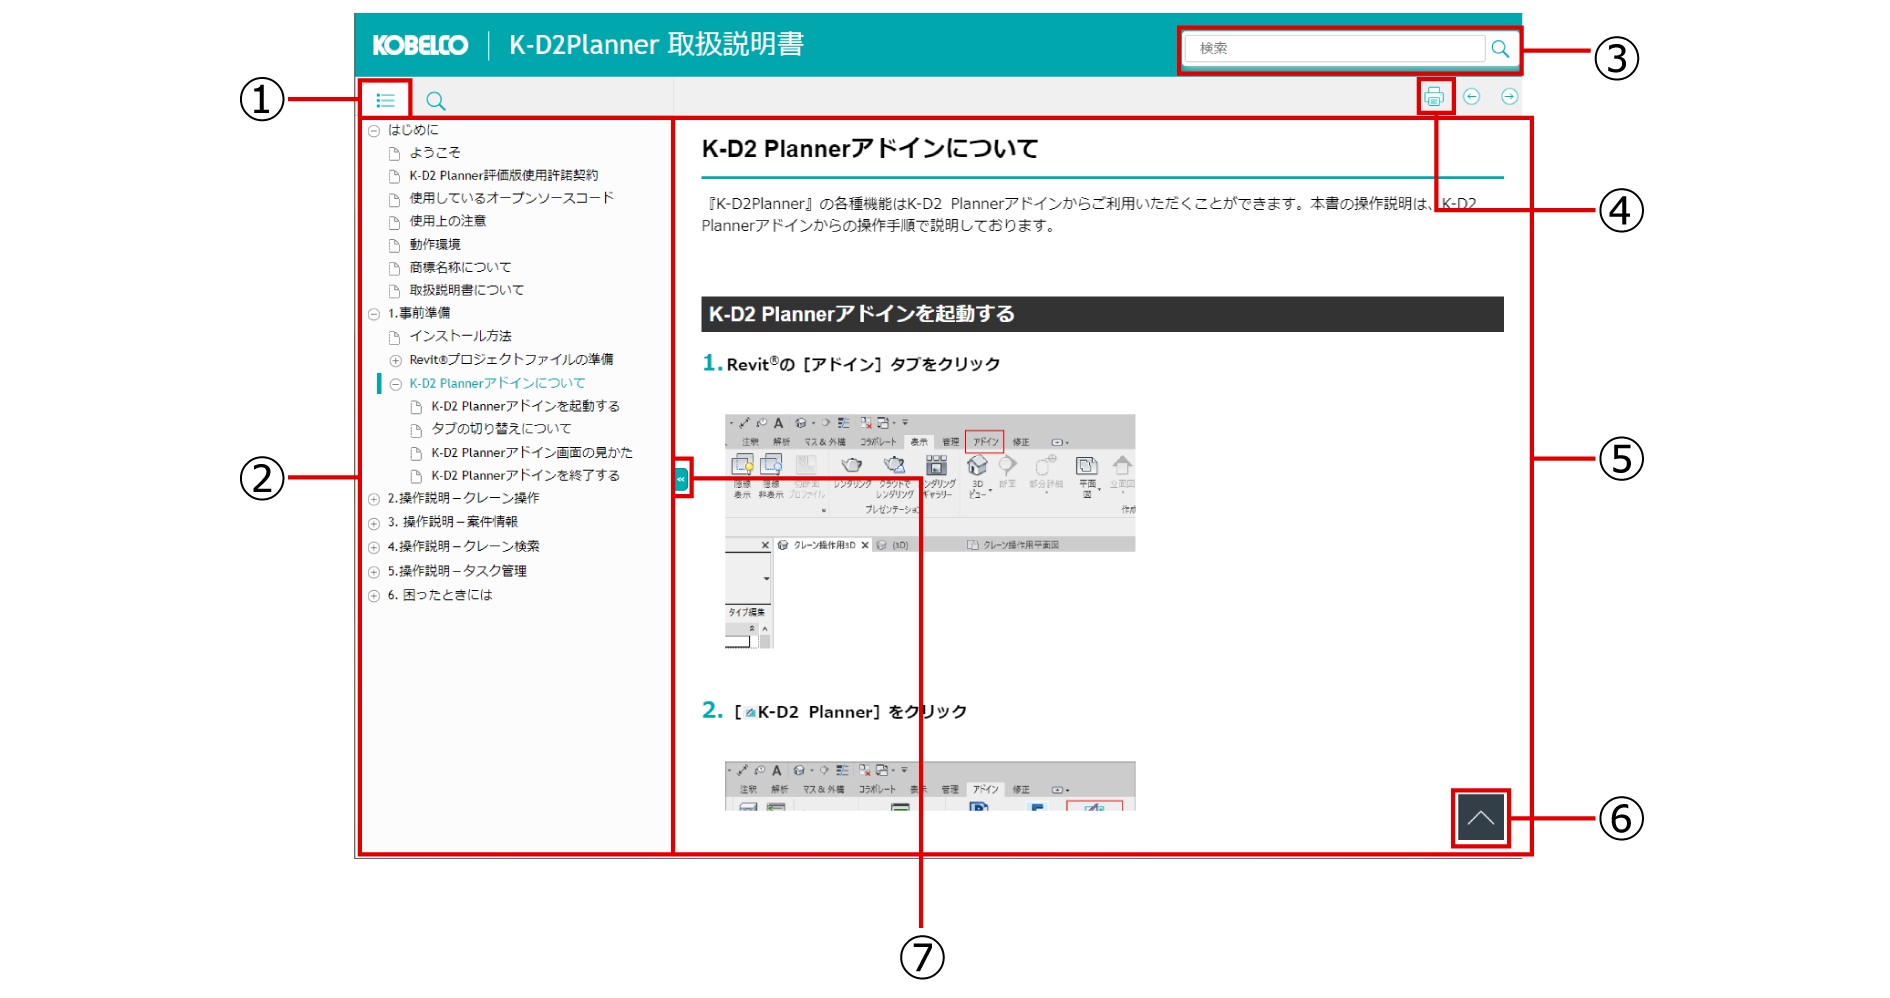 KOBELCO K-D2Planner 取扱説明書
検索
①
③
はじめに
ようこそ
K-D2 Planner評価版使用許諾契約
使用しているオープンソースコード
使用上の注意
動作環境
商標名称について
取扱説明書について
1.事前準備
インストール方法
Revit®プロジェクトファイルの準備
K-D2 Plannerアドインについて
K-D2 Plannerアドインを起動する
タブの切り替えについて
K-D2 Plannerアドイン画面の見かた
K-D2 Plannerアドインを終了する
2.操作説明－クレーン操作
3. 操作説明－案件情報
4.操作説明－クレーン検索
5.操作説明－タスク管理
6. 困ったときには
②
K-D2 Plannerアドインについて
『K-D2Planner』の各種機能はK-D2 Plannerアドインからご利用いただくことができます。本書の操作説明は、K-D2
Plannerアドインからの操作手順で説明しております。
④
K-D2 Plannerアドインを起動する
1. Revit®の［アドイン］タブをクリック
注釈 解析 マス & 外構 コラボレート 表示 管理 アドイン 修正
隠線 隠線 切断面 レンダリング クラウドで レンダリング 3D 断面 部分詳細 平面 立面図
表示 非表示 プロファイル レンダリング ギャラリー ビュー 図
プレゼンテーション 作成
クレーン操作用3D {3D} クレーン操作用平面図
タイプ編集
⑤
2.［K-D2 Planner］をクリック
注釈 解析 マス & 外構 コラボレート 表示 管理 アドイン 修正
⑥
⑦